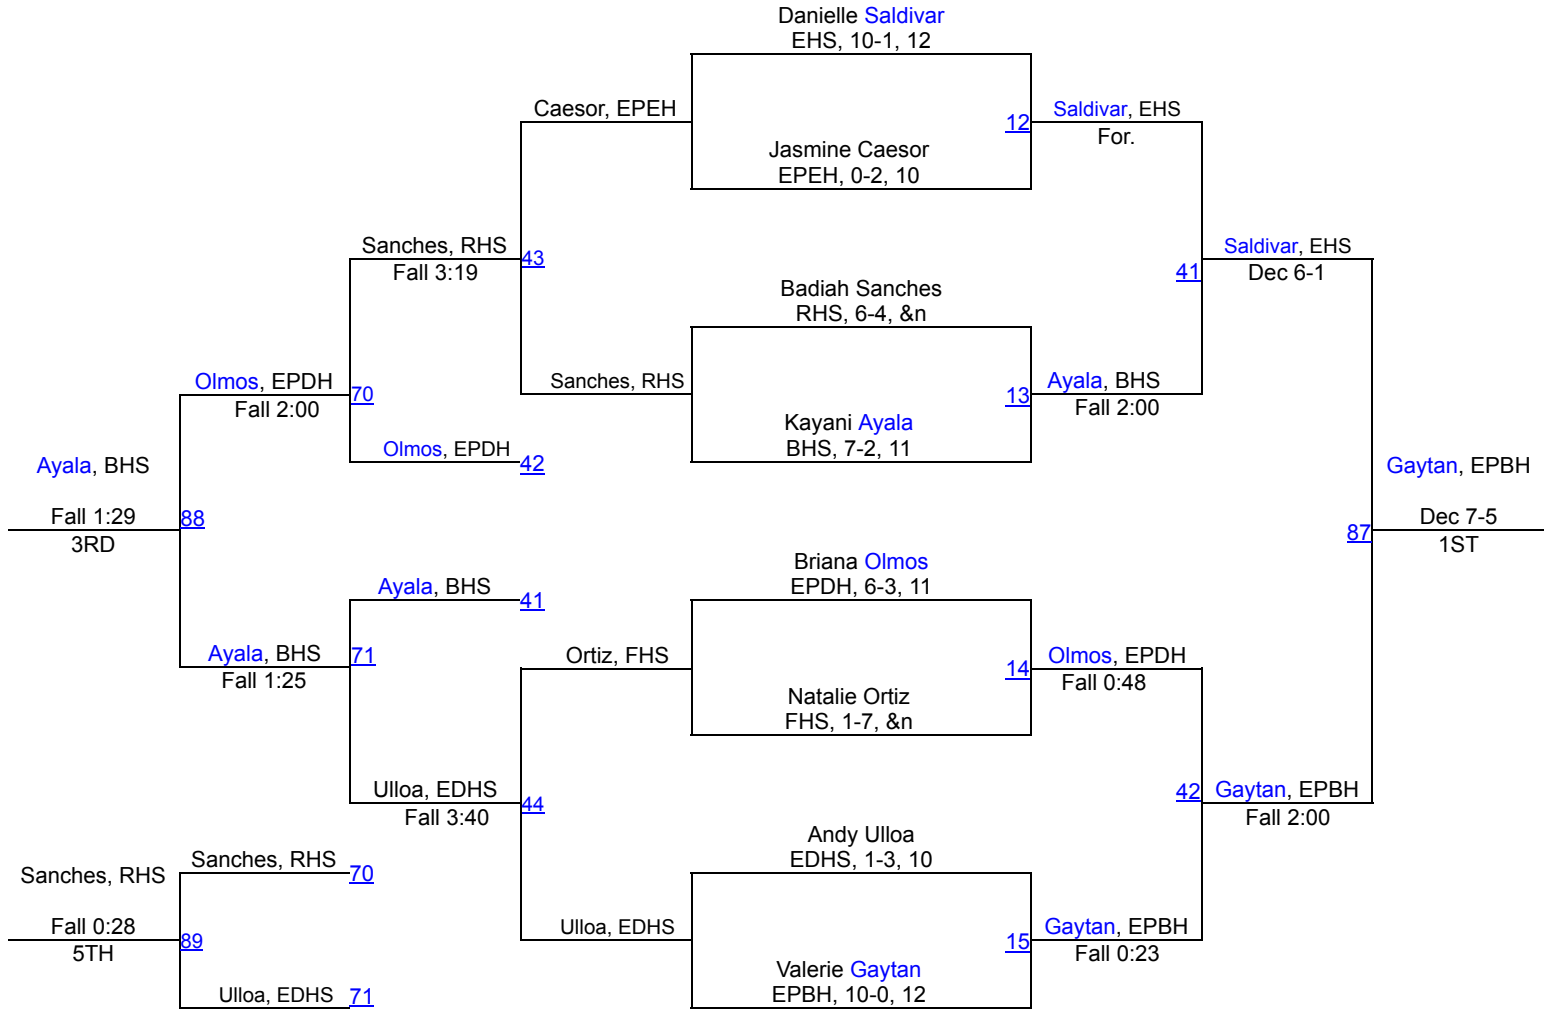 Danielle Saldivar
EHS, 10-1, 12
Caesor, EPEH
12
Saldivar, EHS
For.
Jasmine Caesor
EPEH, 0-2, 10
Sanches, RHS
Fall 3:19
43
Saldivar, EHS
Dec 6-1
41
Badiah Sanches
RHS, 6-4, &n
Olmos, EPDH
Fall 2:00
70
Sanches, RHS
13
Ayala, BHS
Fall 2:00
Kayani Ayala
BHS, 7-2, 11
Olmos, EPDH
42
Ayala, BHS
Fall 1:29
3RD
88
Gaytan, EPBH
Dec 7-5
1ST
87
Briana Olmos
EPDH, 6-3, 11
Ayala, BHS
41
Ayala, BHS
Fall 1:25
71
Ortiz, FHS
14
Olmos, EPDH
Fall 0:48
Natalie Ortiz
FHS, 1-7, &n
Ulloa, EDHS
Fall 3:40
44
42
Gaytan, EPBH
Fall 2:00
Andy Ulloa
EDHS, 1-3, 10
Sanches, RHS
70
Sanches, RHS
Fall 0:28
5TH
89
Ulloa, EDHS
15
Gaytan, EPBH
Fall 0:23
Valerie Gaytan
EPBH, 10-0, 12
Ulloa, EDHS
71